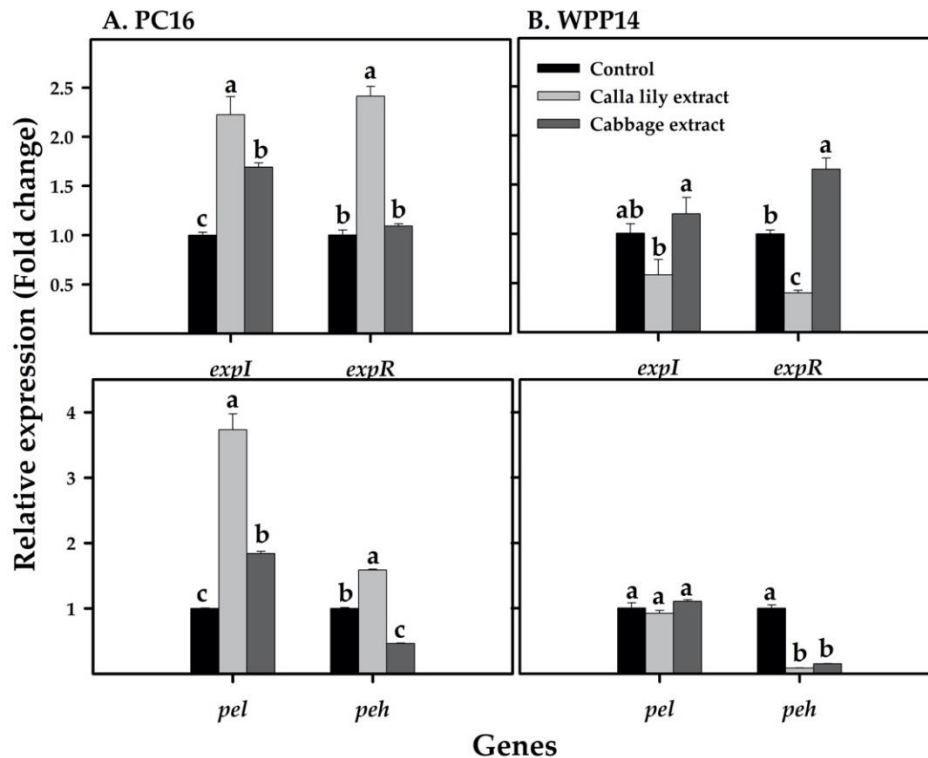 A. PC16
B. WPP14
Relative expression (Fold change)
2.5
2.0
1.5
1.0
0.5
c
a
b
b
a
b
expI
expR
Control
Calla lily extract
Cabbage extract
ab
b
a
b
c
a
expI
expR
4
3
2
1
c
a
b
b
a
c
pel
peh
a
a
a
a
b
b
pel
peh
Genes